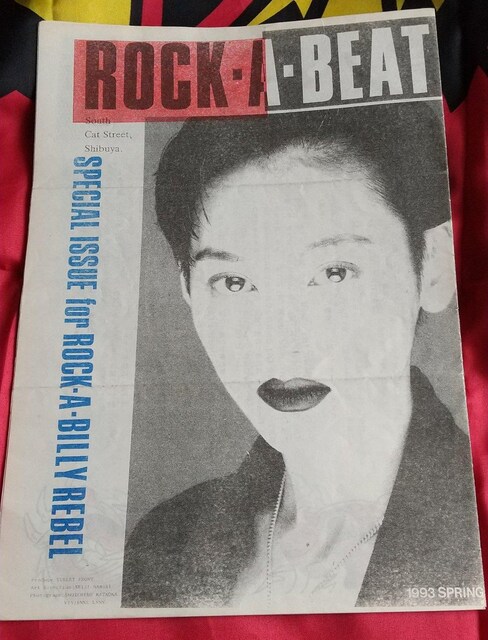 ROCK·A·BEAT
South
Cat Street,
Shibuya.
SPECIAL ISSUE for ROCK·A·BILLY REBEL
1993 SPRING